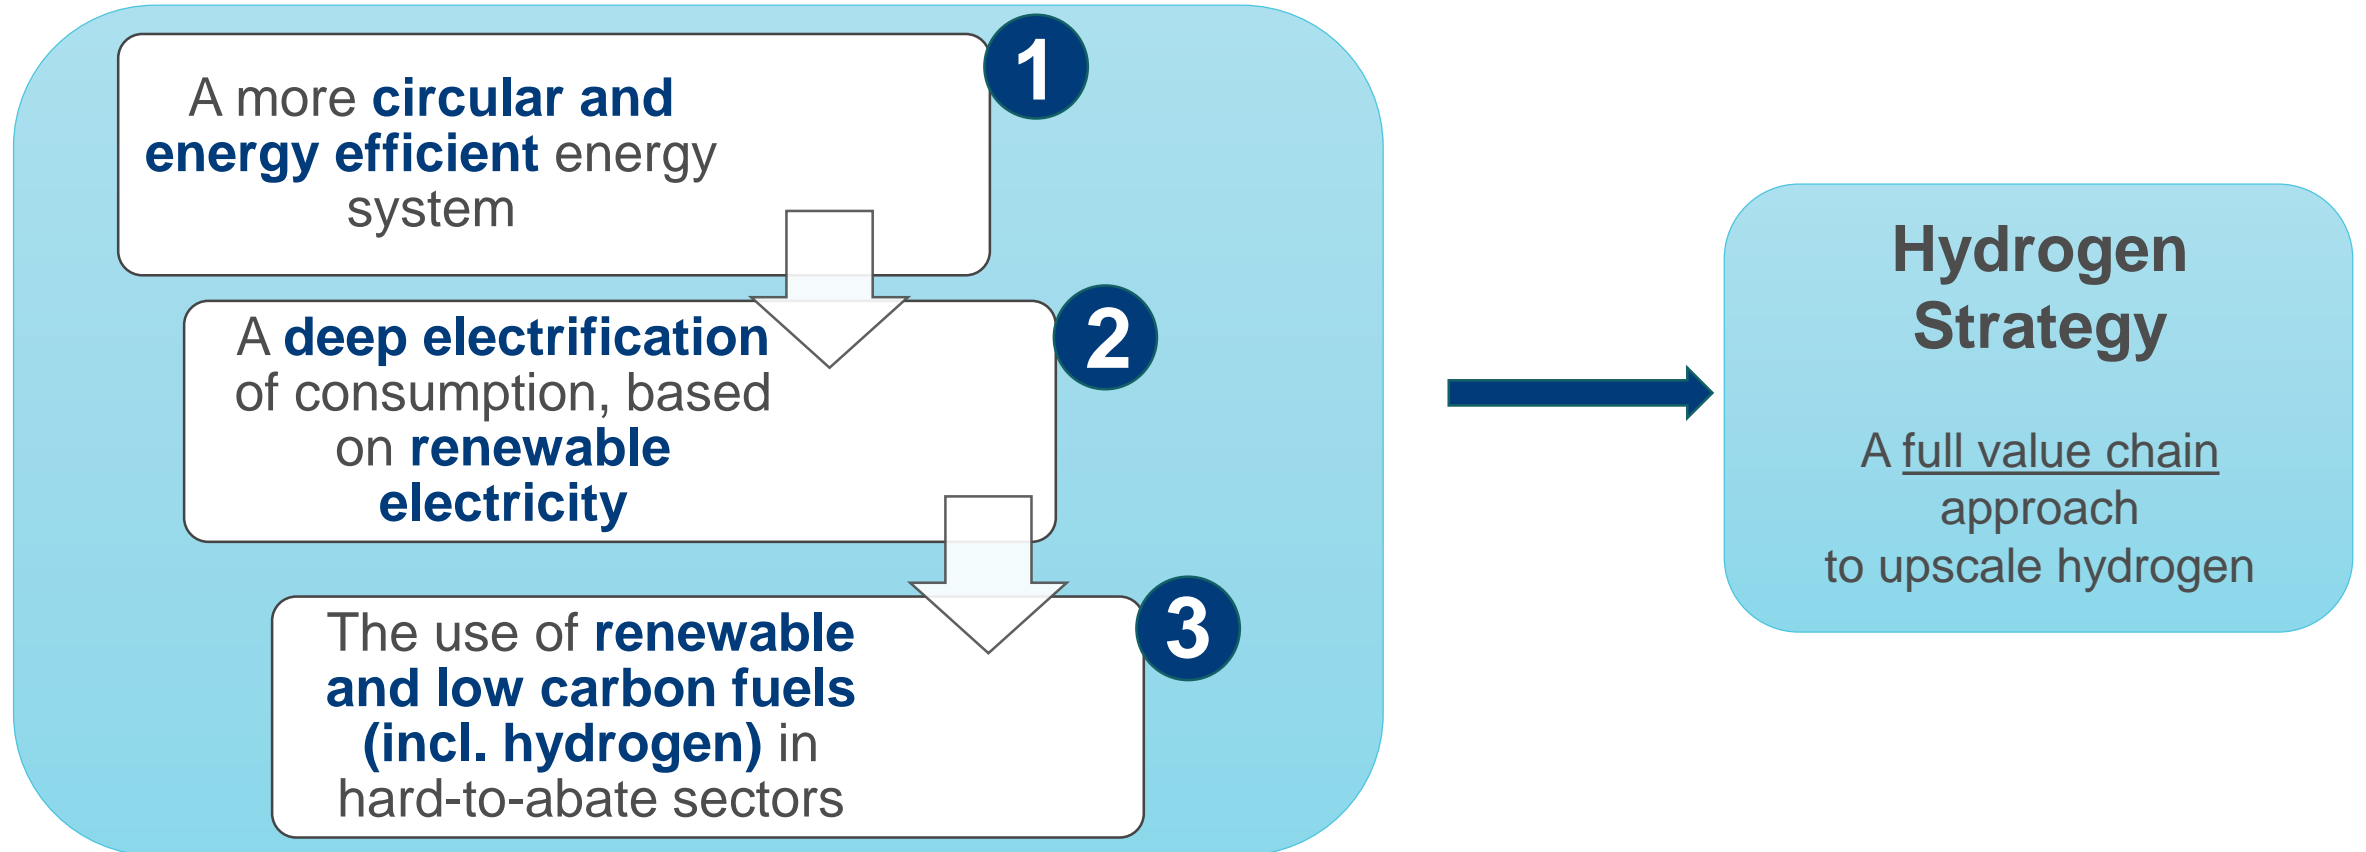 1
A more circular and
energy efficient energy
system
2
A deep electrification
of consumption, based
on renewable
electricity
3
The use of renewable
and low carbon fuels
(incl. hydrogen) in
hard-to-abate sectors
Hydrogen
Strategy
A full value chain
approach
to upscale hydrogen